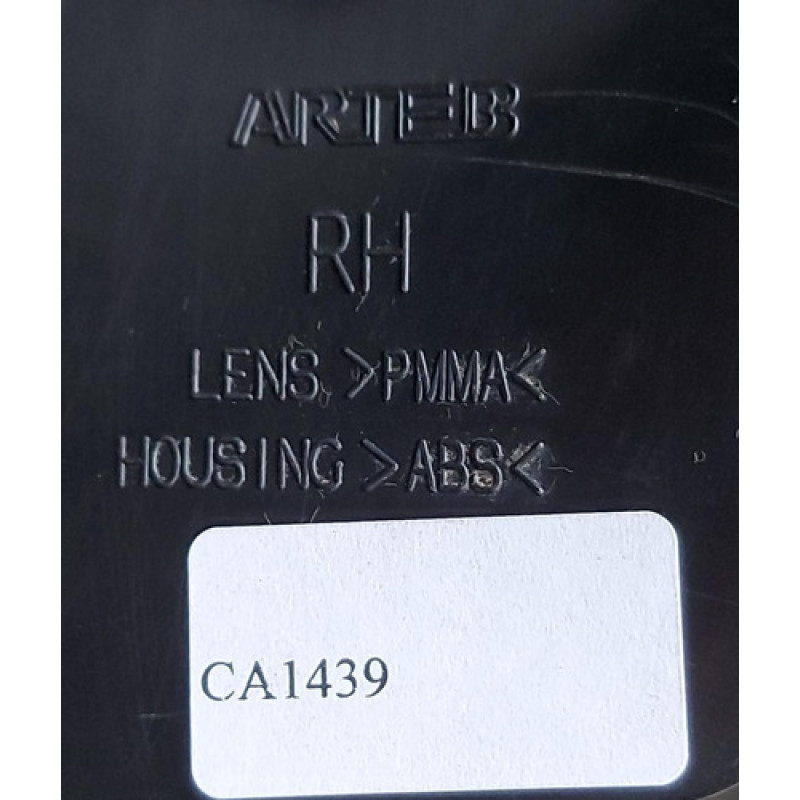 ARTEB
RH
LENS >PMMA<
HOUSING >ABS<
CA1439